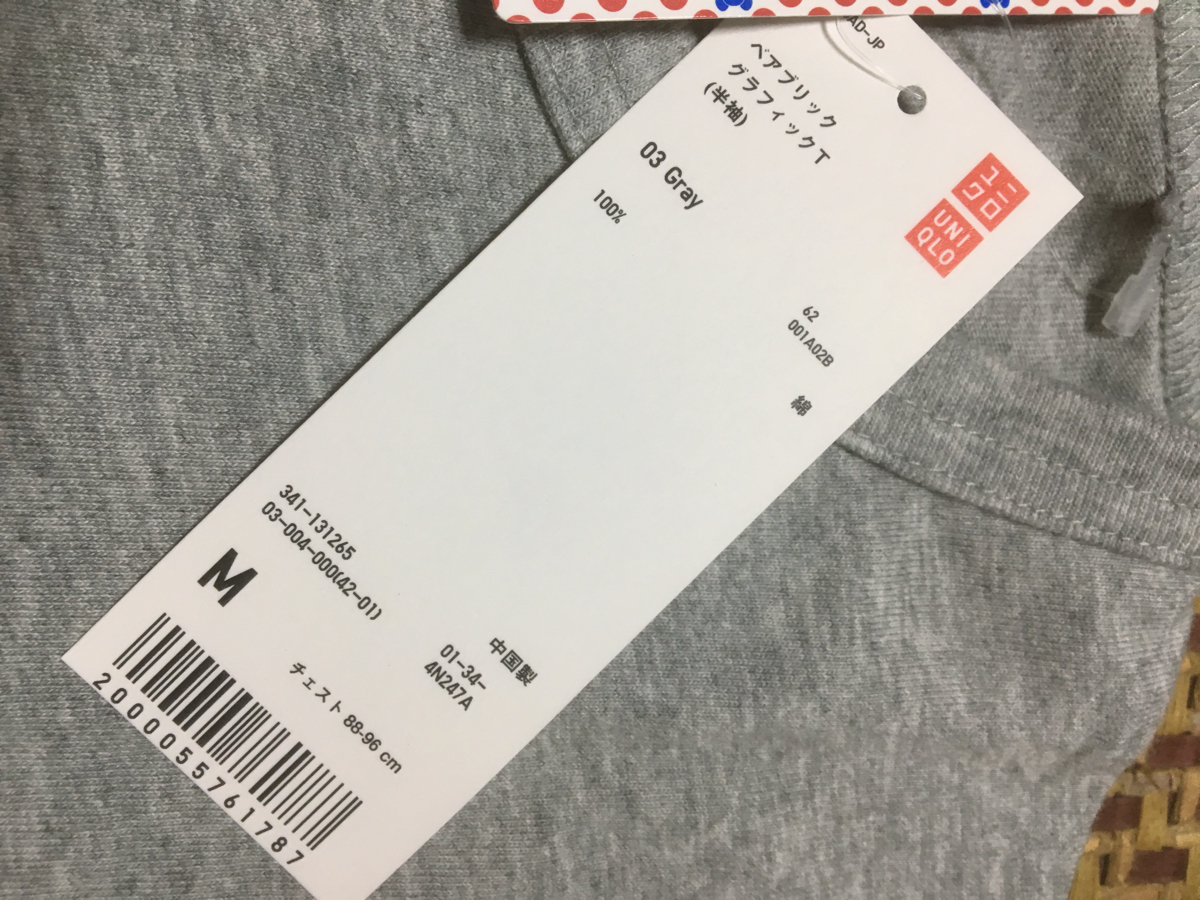 AD-JP
ベアブリック
グラフィックT
(半袖)
03 Gray
ユニ
クロ
UNI
QLO
100%
62
001A02B
綿
341-131265
03-004-000(42-01)
M
中国製
01-34-
4N247A
チェスト 88-96 cm
2000055761787